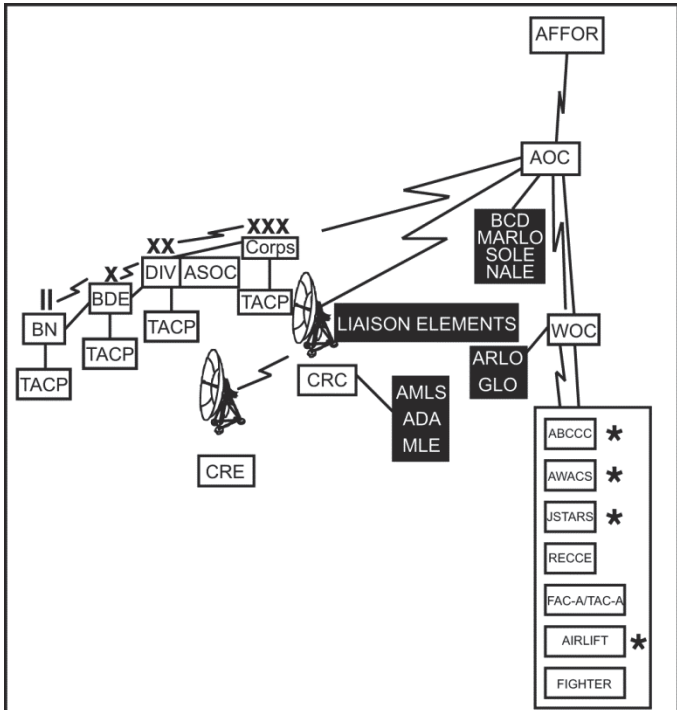 AFFOR
AOC
BCD
MARLO
SOLE
NALE
XXX
Corps
XX
DIV
ASOC
X
BDE
II
BN
TACP
TACP
TACP
TACP
LIAISON ELEMENTS
WOC
ARLO
GLO
CRC
AMLS
ADA
MLE
CRE
ABCCC *
AWACS *
JSTARS *
RECCE
FAC-A/TAC-A
AIRLIFT *
FIGHTER